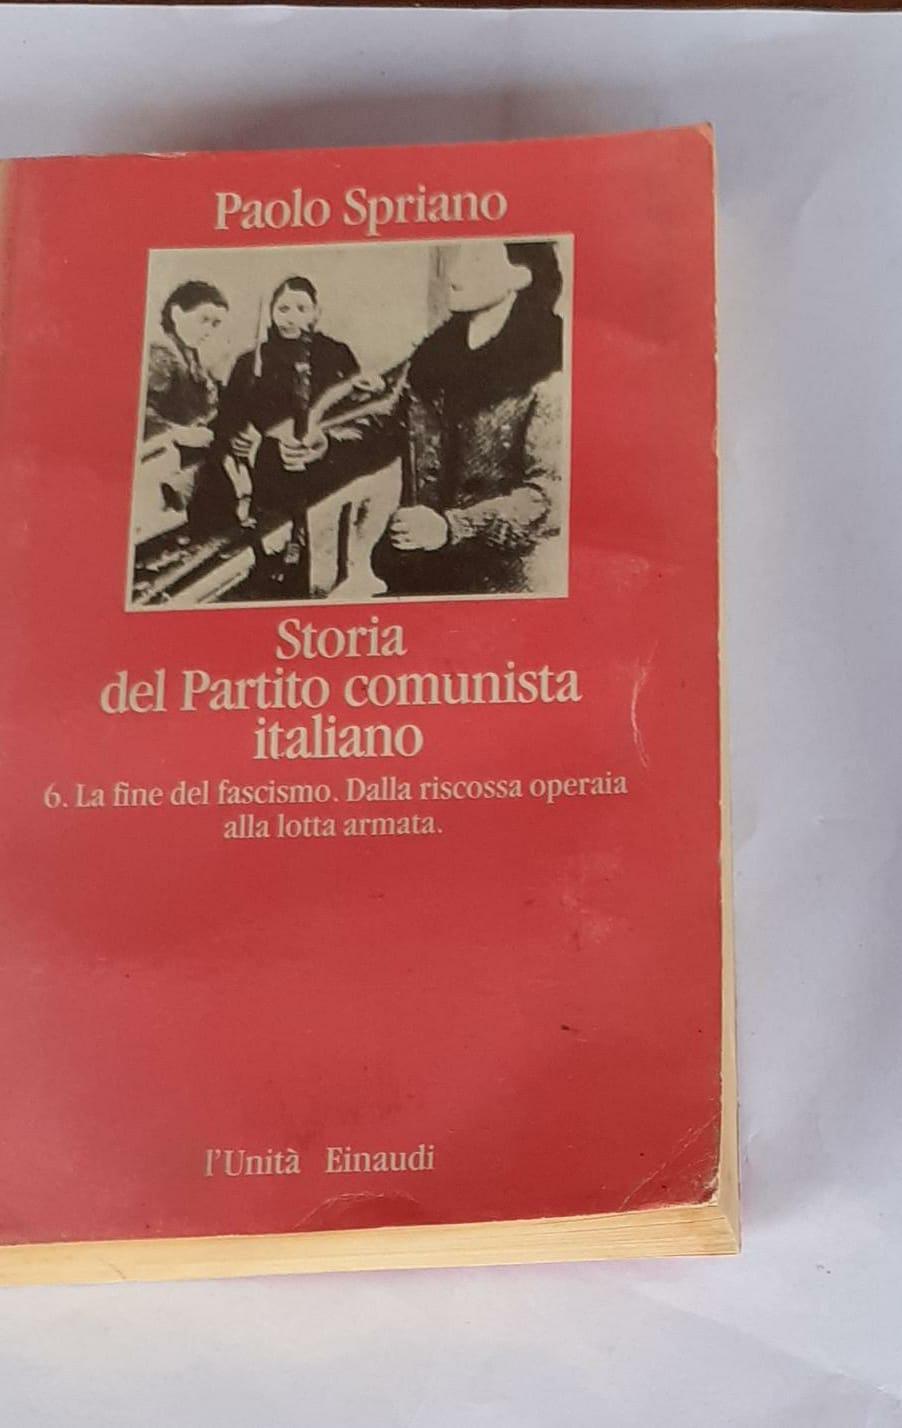 Paolo Spriano
Storia
del Partito comunista
italiano
6. La fine del fascismo. Dalla riscossa operaia
alla lotta armata.
l'Unità Einaudi